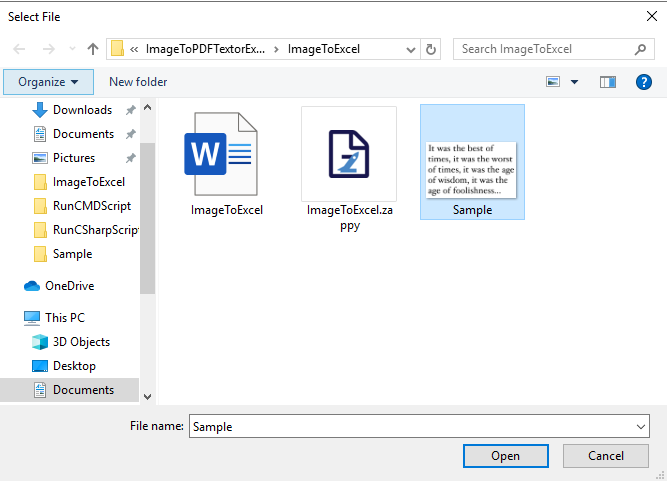 Select File
« ImageToPDFTextorEx... › ImageToExcel
Search ImageToExcel
Organize
New folder
Downloads
Documents
Pictures
ImageToExcel
RunCMDScript
RunCSharpScript
Sample
OneDrive
This PC
3D Objects
Desktop
Documents
W
ImageToExcel
ImageToExcel.za
ppy
It was the best of
times, it was the worst
of times, it was the age
of wisdom, it was the
age of foolishness...
Sample
File name:
Sample
Open
Cancel